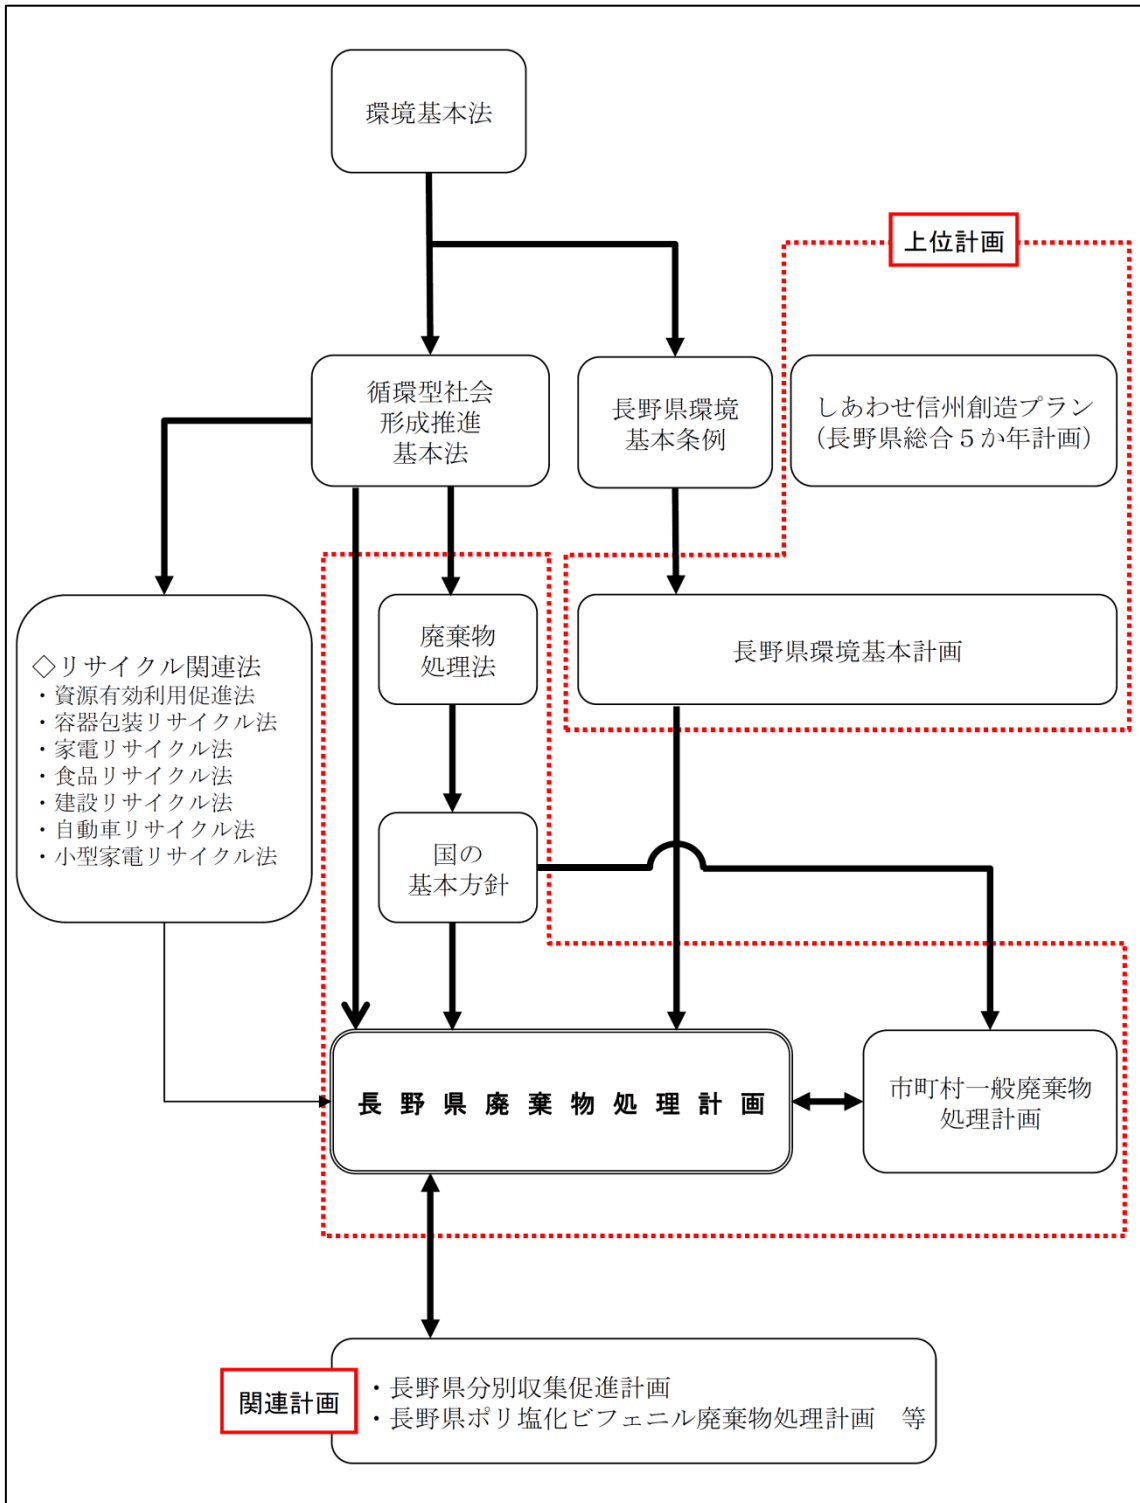 環境基本法
上位計画
循環型社会
形成推進
基本法
長野県環境
基本条例
しあわせ信州創造プラン
（長野県総合５か年計画）
◇リサイクル関連法
・資源有効利用促進法
・容器包装リサイクル法
・家電リサイクル法
・食品リサイクル法
・建設リサイクル法
・自動車リサイクル法
・小型家電リサイクル法
廃棄物
処理法
長野県環境基本計画
国の
基本方針
長野県廃棄物処理計画
市町村一般廃棄物
処理計画
関連計画
・長野県分別収集促進計画
・長野県ポリ塩化ビフェニル廃棄物処理計画　等